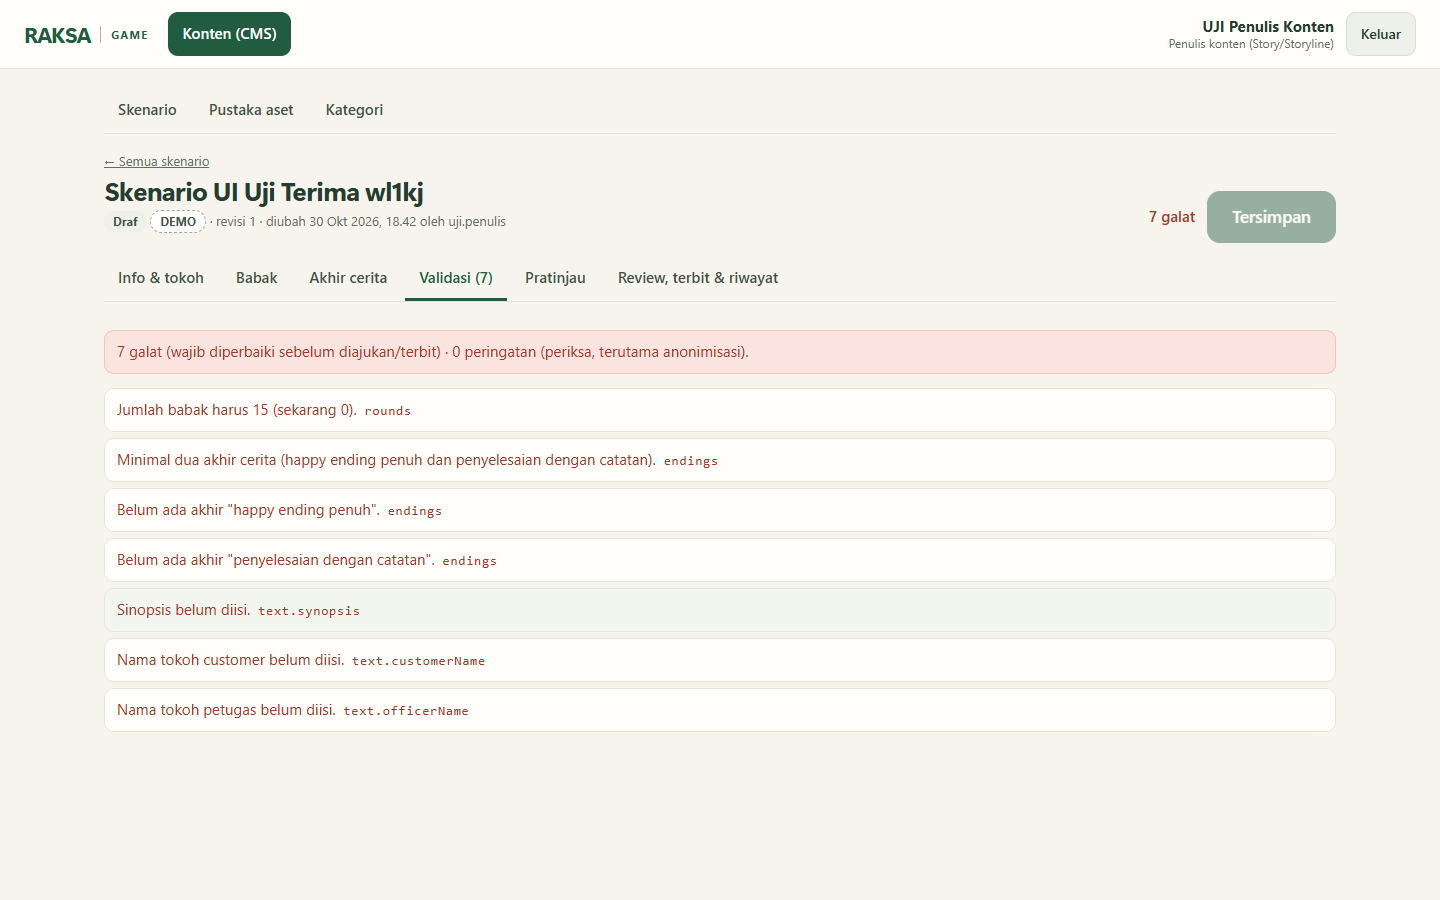 RAKSA | GAME
Konten (CMS)
UJI Penulis Konten
Penulis konten (Story/Storyline)
Keluar
Skenario
Pustaka aset
Kategori
← Semua skenario
Skenario UI Uji Terima wl1kj
Draf DEMO · revisi 1 · diubah 30 Okt 2026, 18.42 oleh uji.penulis
7 galat
Tersimpan
Info & tokoh
Babak
Akhir cerita
Validasi (7)
Pratinjau
Review, terbit & riwayat
7 galat (wajib diperbaiki sebelum diajukan/terbit) · 0 peringatan (periksa, terutama anonimisasi).
Jumlah babak harus 15 (sekarang 0). rounds
Minimal dua akhir cerita (happy ending penuh dan penyelesaian dengan catatan). endings
Belum ada akhir "happy ending penuh". endings
Belum ada akhir "penyelesaian dengan catatan". endings
Sinopsis belum diisi. text.synopsis
Nama tokoh customer belum diisi. text.customerName
Nama tokoh petugas belum diisi. text.officerName